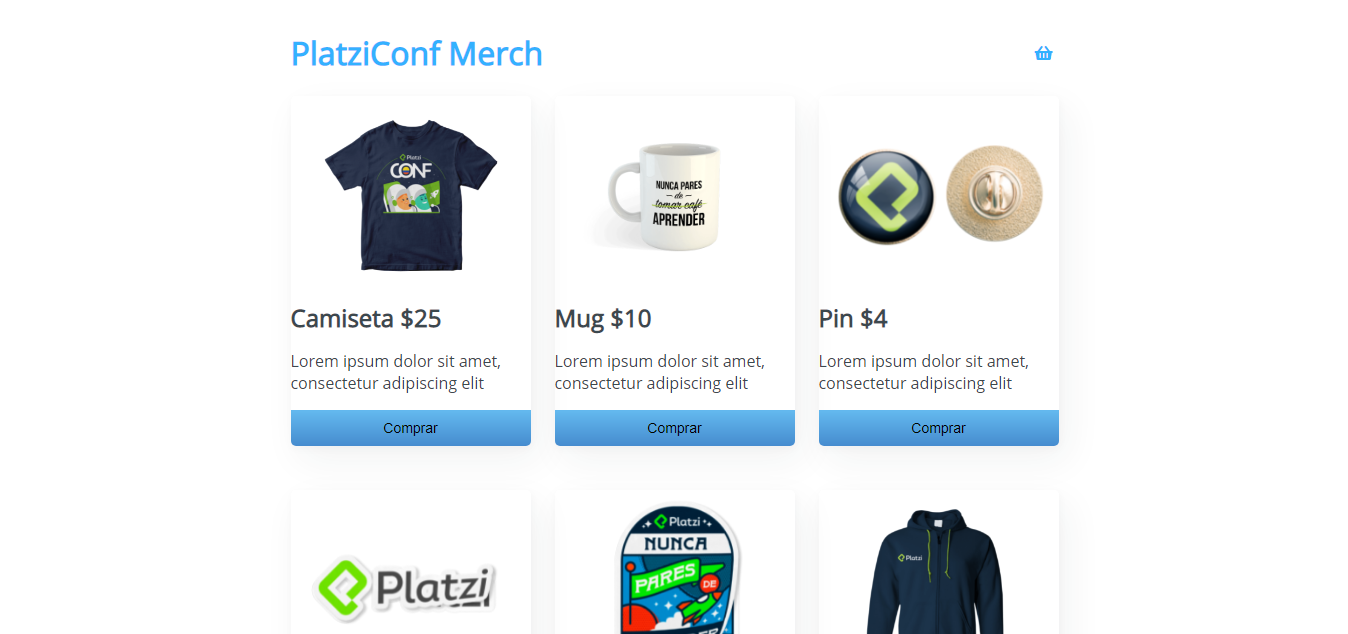 PlatziConf Merch
Platzi
CONF
NUNCA PARES
de
tomar café
APRENDER
Camiseta $25
Mug $10
Pin $4
Lorem ipsum dolor sit amet,
consectetur adipiscing elit
Lorem ipsum dolor sit amet,
consectetur adipiscing elit
Lorem ipsum dolor sit amet,
consectetur adipiscing elit
Comprar
Comprar
Comprar
Platzi
Platzi
NUNCA
PARES
DE
Platzi